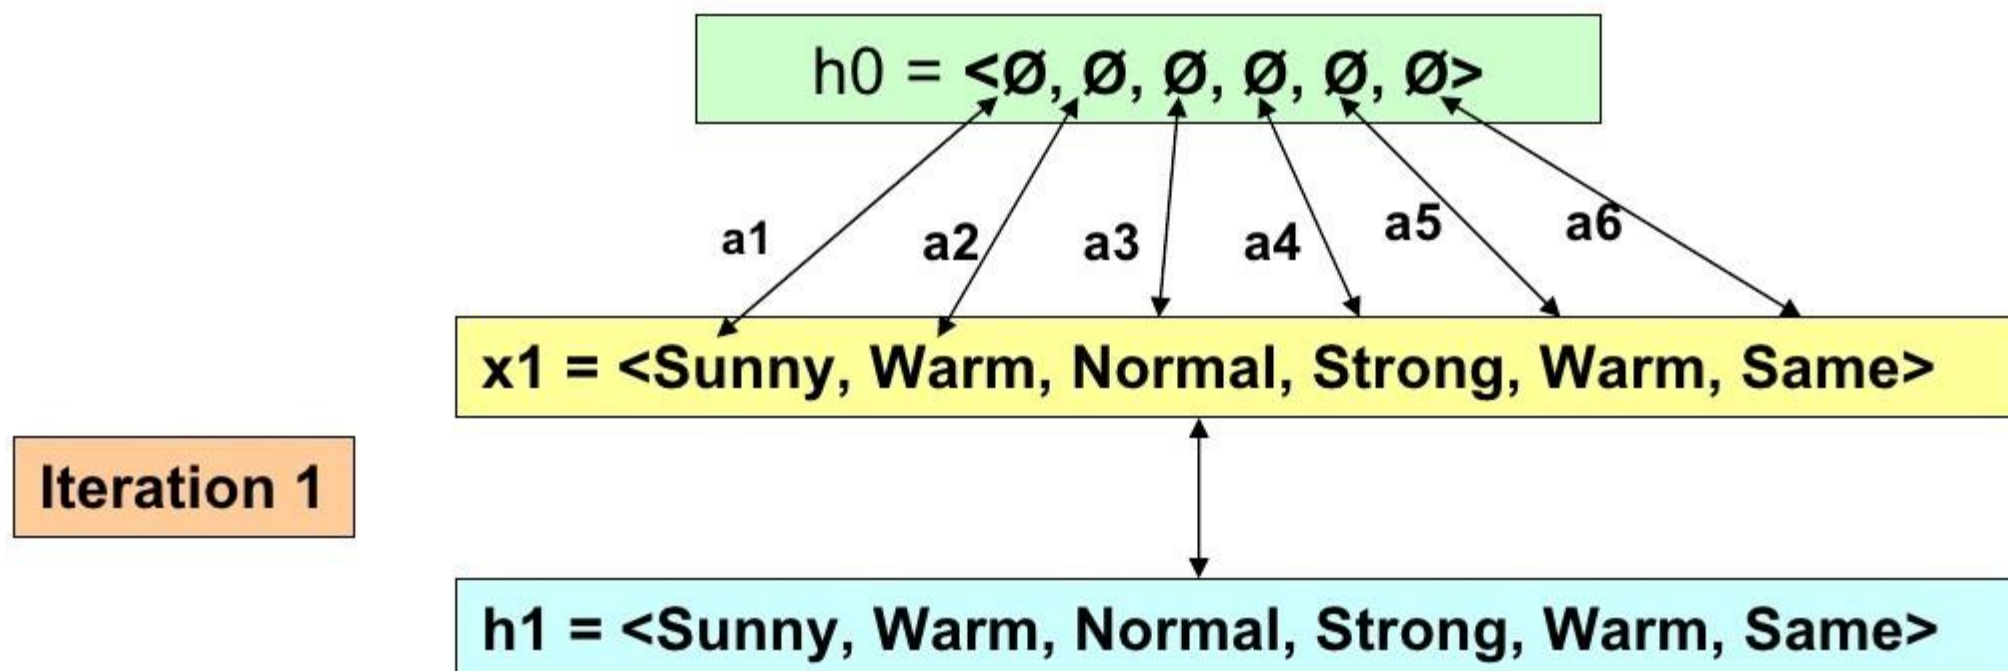 h0 = <Ø, Ø, Ø, Ø, Ø, Ø>
a1 a2 a3 a4 a5 a6
x1 = <Sunny, Warm, Normal, Strong, Warm, Same>
Iteration 1
h1 = <Sunny, Warm, Normal, Strong, Warm, Same>